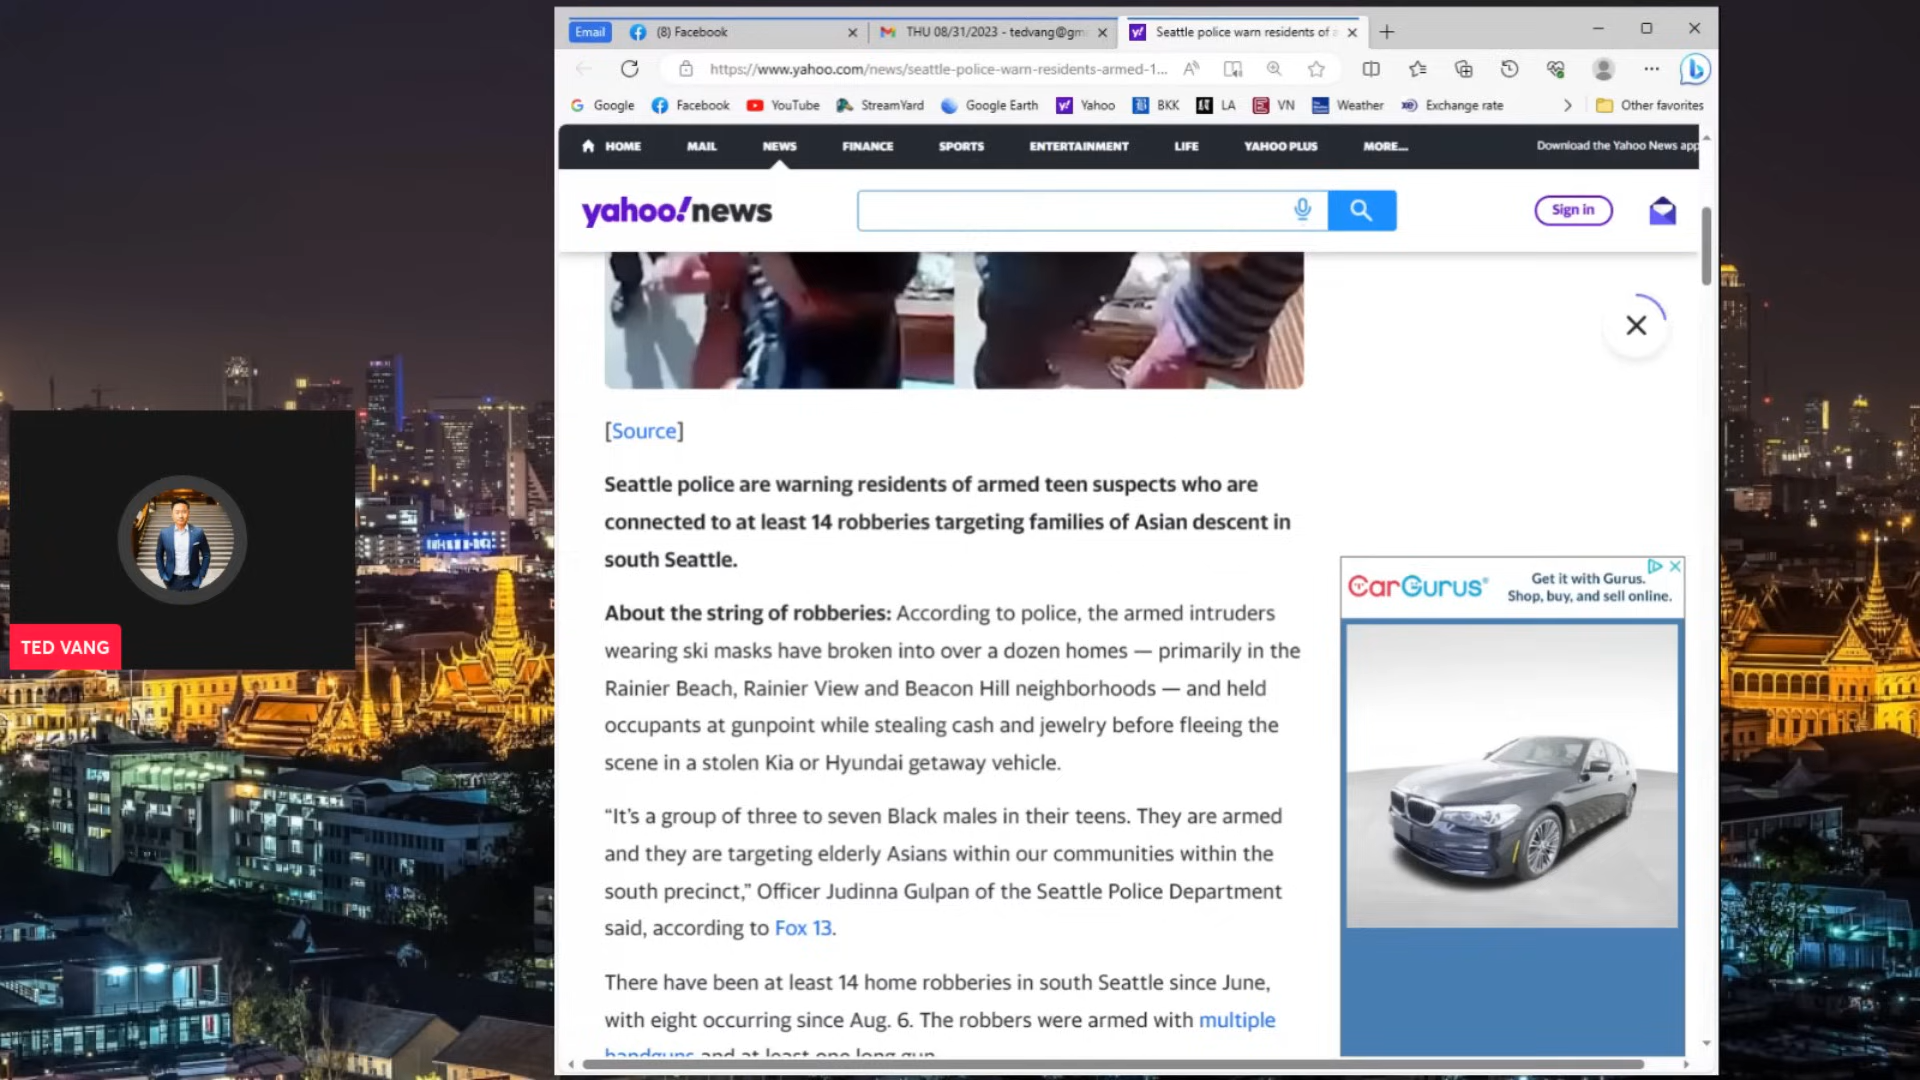 Email
(8) Facebook
THU 08/31/2023 - tedvang@gm
Seattle police warn residents of a
https://www.yahoo.com/news/seattle-police-warn-residents-armed-1...
Google
Facebook
YouTube
StreamYard
Google Earth
Yahoo
BKK
LA
VN
Weather
Exchange rate
Other favorites
HOME
MAIL
NEWS
FINANCE
SPORTS
ENTERTAINMENT
LIFE
YAHOO PLUS
MORE...
Download the Yahoo News app
yahoo!news
Sign in
[Source]
Seattle police are warning residents of armed teen suspects who are
connected to at least 14 robberies targeting families of Asian descent in
south Seattle.
About the string of robberies: According to police, the armed intruders
wearing ski masks have broken into over a dozen homes — primarily in the
Rainier Beach, Rainier View and Beacon Hill neighborhoods — and held
occupants at gunpoint while stealing cash and jewelry before fleeing the
scene in a stolen Kia or Hyundai getaway vehicle.
“It’s a group of three to seven Black males in their teens. They are armed
and they are targeting elderly Asians within our communities within the
south precinct,” Officer Judinna Gulpan of the Seattle Police Department
said, according to Fox 13.
There have been at least 14 home robberies in south Seattle since June,
with eight occurring since Aug. 6. The robbers were armed with multiple
handguns and at least one long gun.
CarGurus
Get it with Gurus.
Shop, buy, and sell online.
TED VANG